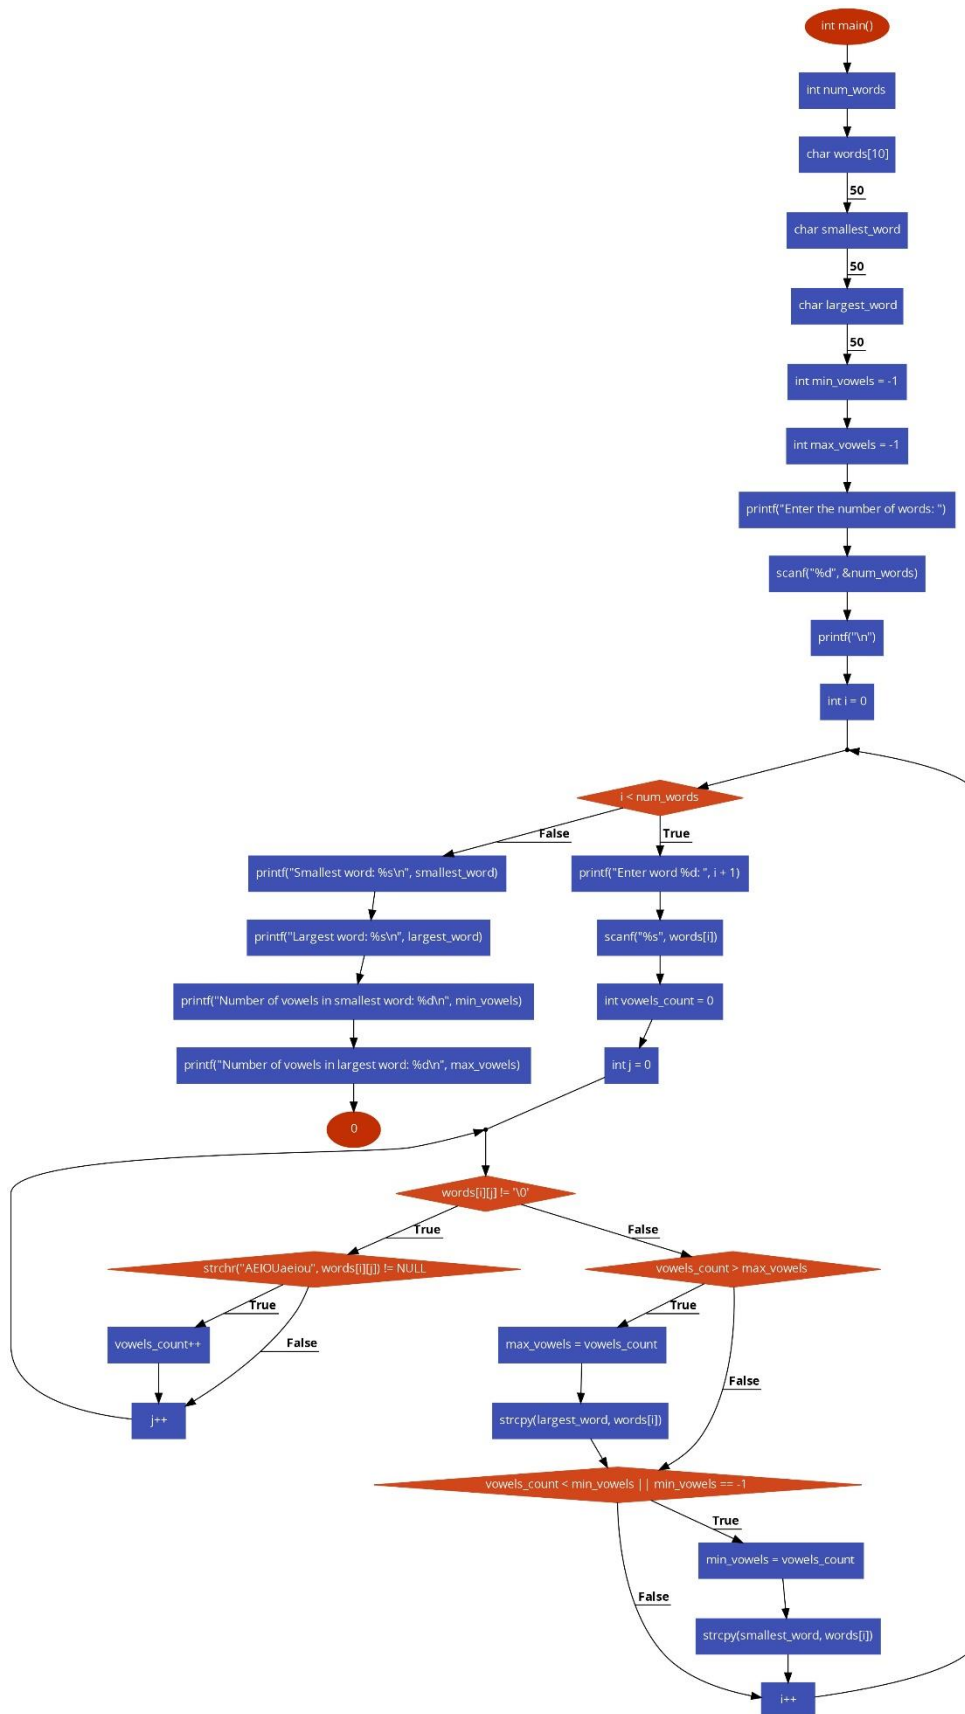 int main()
int num_words
char words[10]
50
char smallest_word
50
char largest_word
50
int min_vowels = -1
int max_vowels = -1
printf("Enter the number of words: ")
scanf("%d", &num_words)
printf("\n")
int i = 0
i < num_words
False
True
printf("Smallest word: %s\n", smallest_word)
printf("Enter word %d: ", i + 1)
printf("Largest word: %s\n", largest_word)
scanf("%s", words[i])
printf("Number of vowels in smallest word: %d\n", min_vowels)
int vowels_count = 0
printf("Number of vowels in largest word: %d\n", max_vowels)
int j = 0
0
words[i][j] != '\0'
True
False
strchr("AEIOUaeiou", words[i][j]) != NULL
vowels_count > max_vowels
True
True
vowels_count++
False
max_vowels = vowels_count
False
j++
strcpy(largest_word, words[i])
vowels_count < min_vowels || min_vowels == -1
True
min_vowels = vowels_count
False
strcpy(smallest_word, words[i])
i++